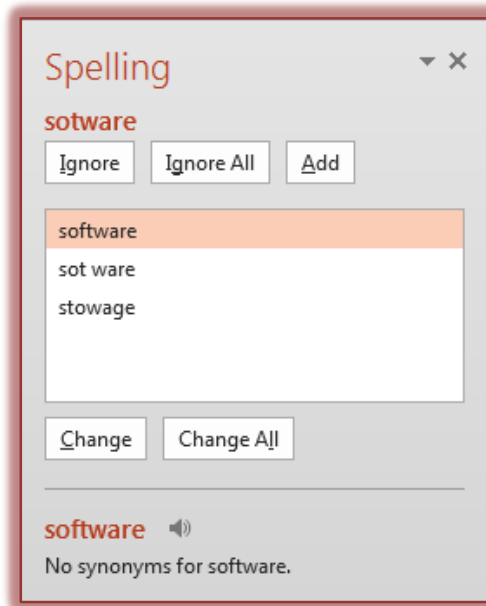 Spelling
sotware
Ignore Ignore All Add
software
sot ware
stowage
Change Change All
software
No synonyms for software.